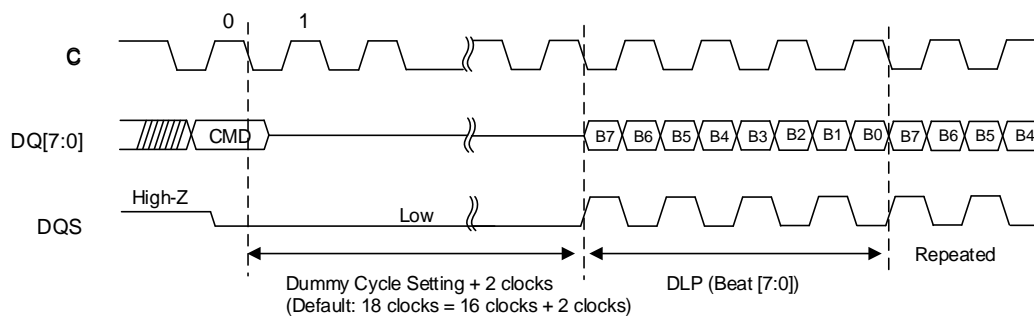 0 1
C
DQ[7:0] CMD B7 B6 B5 B4 B3 B2 B1 B0 B7 B6 B5 B4
High-Z
DQS Low
Repeated
Dummy Cycle Setting + 2 clocks DLP (Beat [7:0])
(Default: 18 clocks = 16 clocks + 2 clocks)